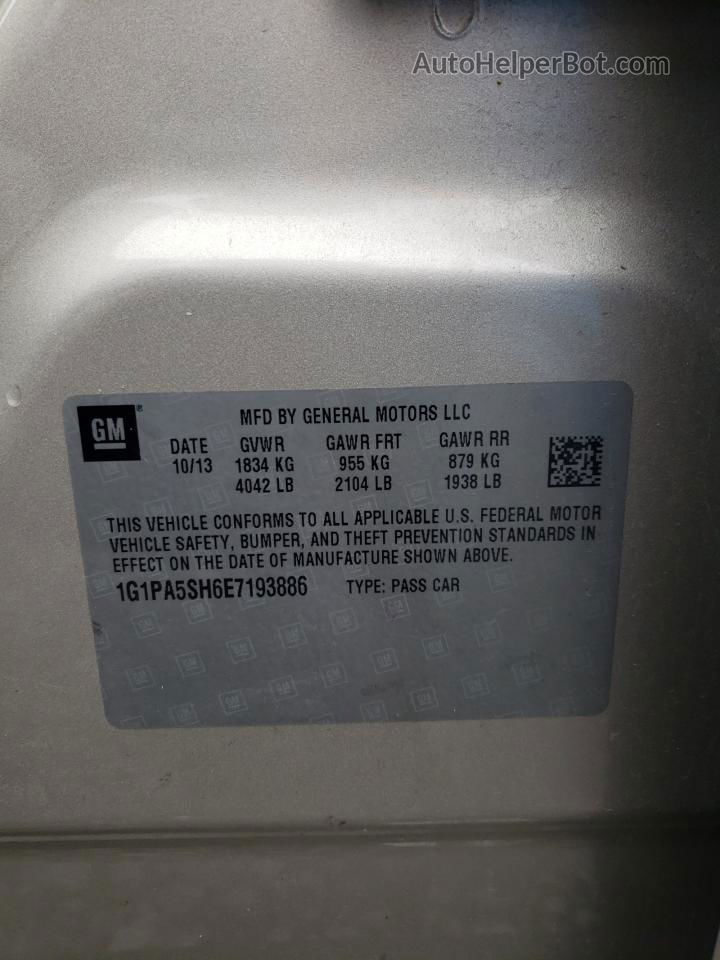 AutoHelperBot.com
GM® MFD BY GENERAL MOTORS LLC
DATE GVWR GAWR FRT GAWR RR
10/13 1834 KG 955 KG 879 KG
4042 LB 2104 LB 1938 LB
THIS VEHICLE CONFORMS TO ALL APPLICABLE U.S. FEDERAL MOTOR
VEHICLE SAFETY, BUMPER, AND THEFT PREVENTION STANDARDS IN
EFFECT ON THE DATE OF MANUFACTURE SHOWN ABOVE.
1G1PA5SH6E7193886 TYPE: PASS CAR